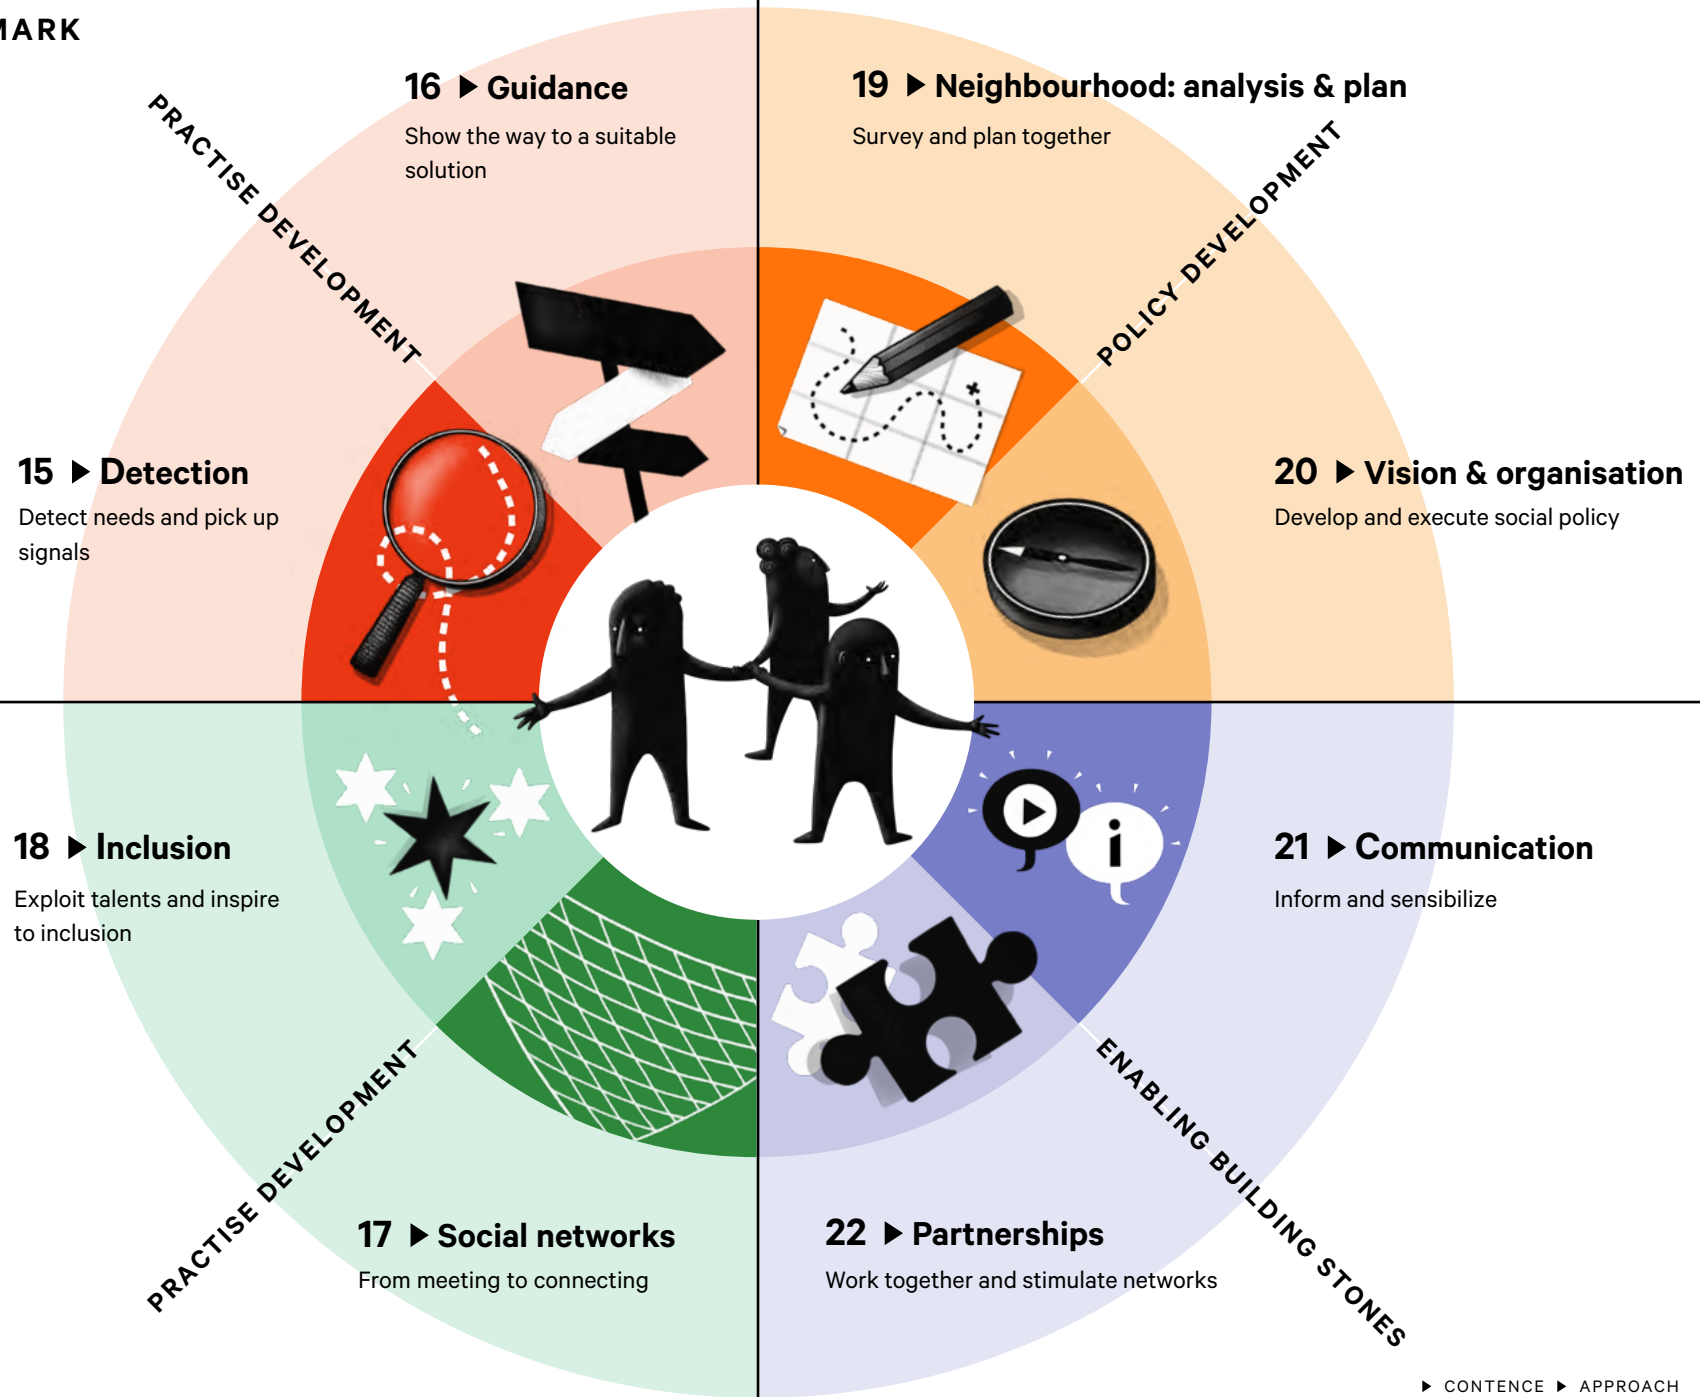 MARK
PRACTISE DEVELOPMENT
16 ▶ Guidance
Show the way to a suitable
solution
19 ▶ Neighbourhood: analysis & plan
Survey and plan together
POLICY DEVELOPMENT
15 ▶ Detection
Detect needs and pick up
signals
20 ▶ Vision & organisation
Develop and execute social policy
18 ▶ Inclusion
Exploit talents and inspire
to inclusion
i
21 ▶ Communication
Inform and sensibilize
PRACTISE DEVELOPMENT
17 ▶ Social networks
From meeting to connecting
22 ▶ Partnerships
Work together and stimulate networks
ENABLING BUILDING STONES
▶ CONTENCE ▶ APPROACH